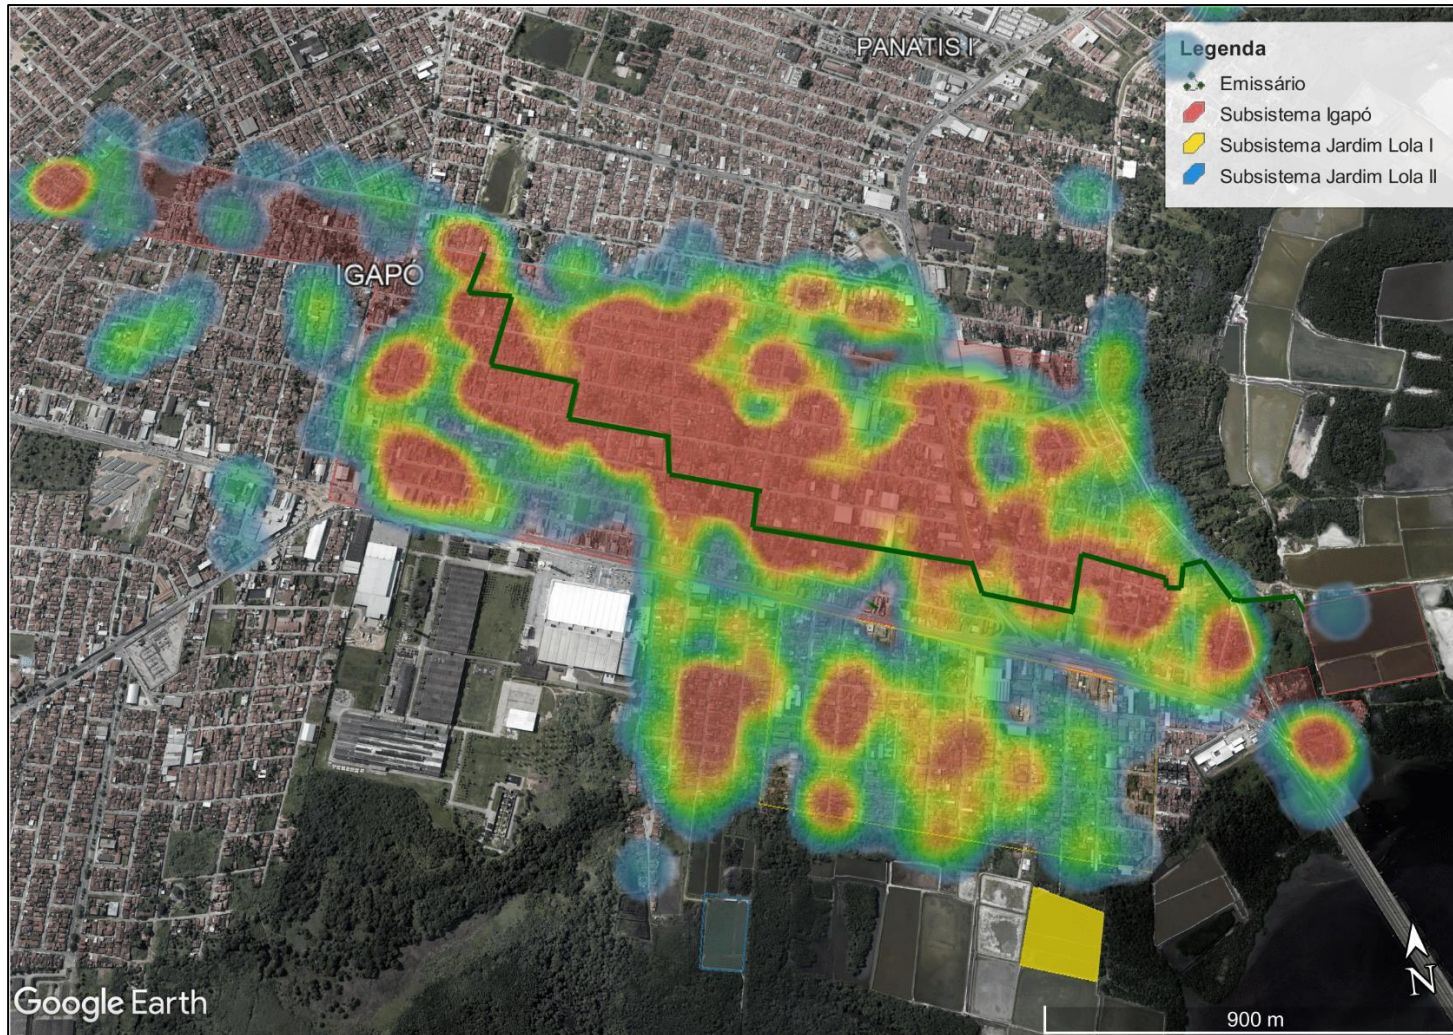 PANATIS I
Legenda
Emissário
Subsistema Igapó
Subsistema Jardim Lola I
Subsistema Jardim Lola II
IGAPÓ
Google Earth
N
900 m